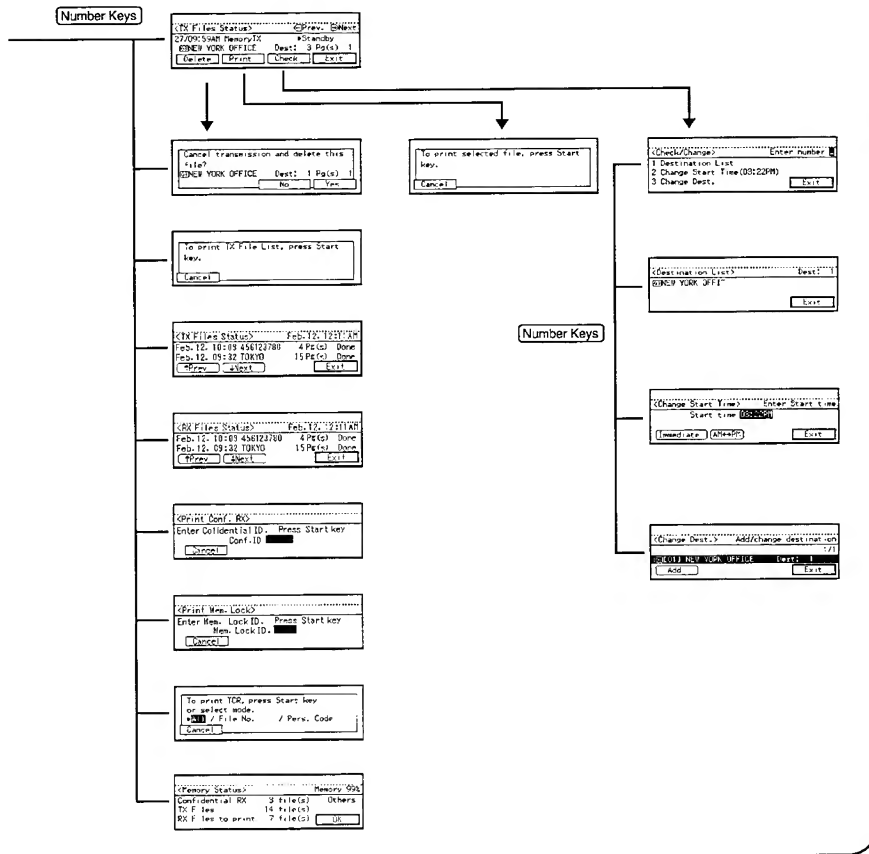 Number Keys
<TX Files Status> ←Prev. →Next
27/09:59AM MemoryTX *Standby
NEW YORK OFFICE Dest: 3 Pg(s) 1
Delete Print Check Exit
Cancel transmission and delete this
file?
NEW YORK OFFICE Dest: 1 Pg(s) 1
No Yes
To print selected file, press Start
key.
Cancel
<Check/Change> Enter number
1 Destination List
2 Change Start Time(03:22PM)
3 Change Dest. Exit
To print TX File List, press Start
key.
Cancel
<Destination List> Dest: 1
NEW YORK OFFIC
Exit
Number Keys
<TX Files Status> Feb.12. 12:11AM
Feb.12. 10:09 456123780 4 Pg(s) Done
Feb.12. 09:32 TOKYO 15 Pg(s) Done
↑Prev ↓Next Exit
<Change Start Time> Enter Start time
Start time 03:22PM
Immediate AM↔PM Exit
<RX Files Status> Feb.12. 12:11AM
Feb.12. 10:09 456123780 4 Pg(s) Done
Feb.12. 09:32 TOKYO 15 Pg(s) Done
↑Prev ↓Next Exit
<Print Conf. RX>
Enter Colidential ID. Press Start key
Conf.ID
Cancel
<Change Dest.> Add/change destination
1/1
[01] NEW YORK OFFICE Dest: 1
Add Exit
<Print Mem. Lock>
Enter Mem. Lock ID. Press Start key
Mem. Lock ID.
Cancel
To print TCR, press Start key
or select mode.
*All / File No. / Pers. Code
Cancel
<Memory Status> Memory 99%
Confidential RX 3 file(s) Others
TX Files 14 file(s)
RX Files to print 7 file(s) OK